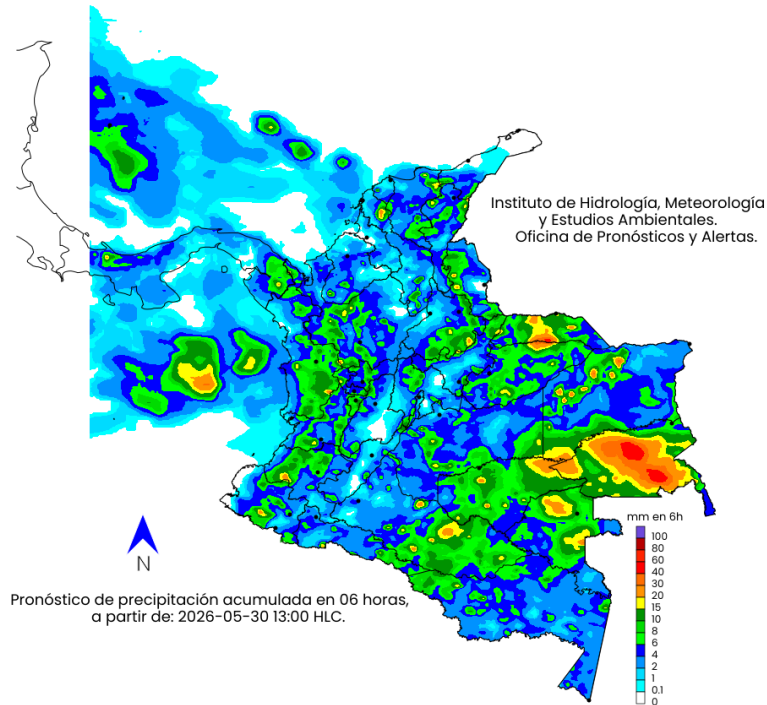 Instituto de Hidrología, Meteorología
y Estudios Ambientales.
Oficina de Pronósticos y Alertas.
mm en 6h
100
80
60
40
30
20
15
10
8
6
4
2
1
0.1
0
N
Pronóstico de precipitación acumulada en 06 horas,
a partir de: 2026-05-30 13:00 HLC.